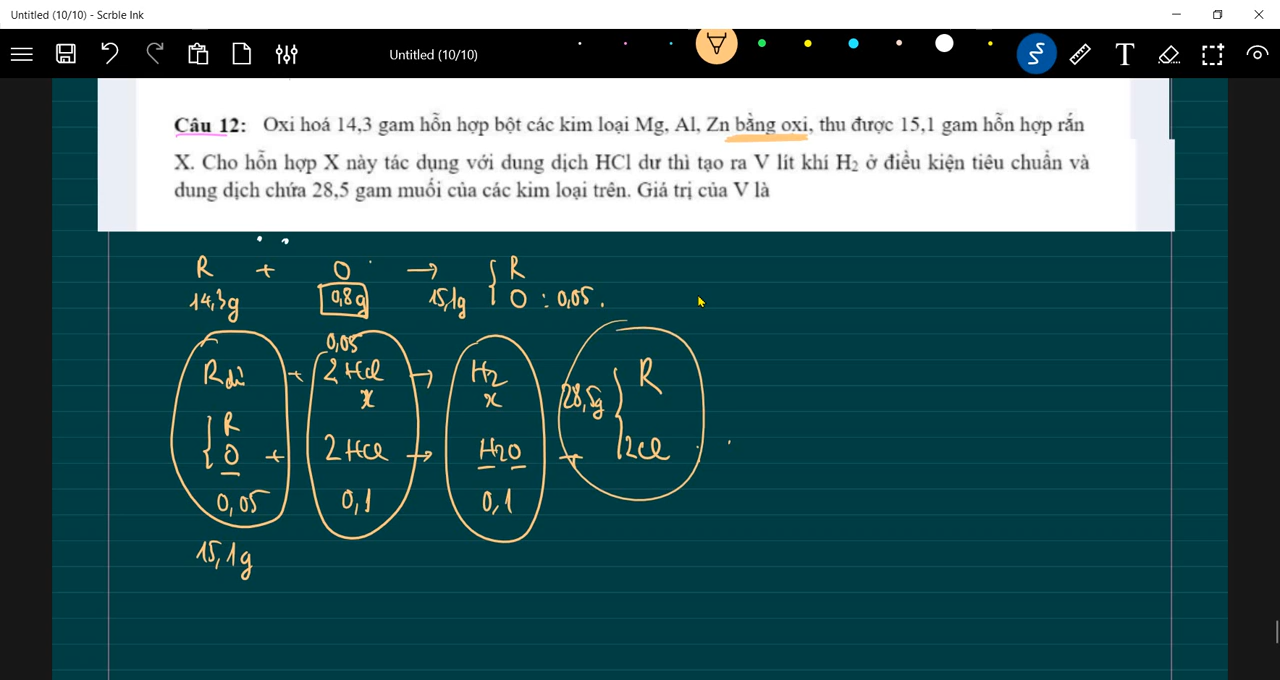 Untitled (10/10) - Scrble Ink
Untitled (10/10)
T
Câu 12: Oxi hoá 14,3 gam hỗn hợp bột các kim loại Mg, Al, Zn bằng oxi, thu được 15,1 gam hỗn hợp rắn
X. Cho hỗn hợp X này tác dụng với dung dịch HCl dư thì tạo ra V lít khí H₂ ở điều kiện tiêu chuẩn và
dung dịch chứa 28,5 gam muối của các kim loại trên. Giá trị của V là
R + O → { R
14,3g 0,8g 15,1g O : 0,05.
0,05
R dư + 2HCl → H₂ 28,5g { R
x x
{ R
O + 2HCl → H2O + 2Cl
0,05 0,1 0,1
15,1g